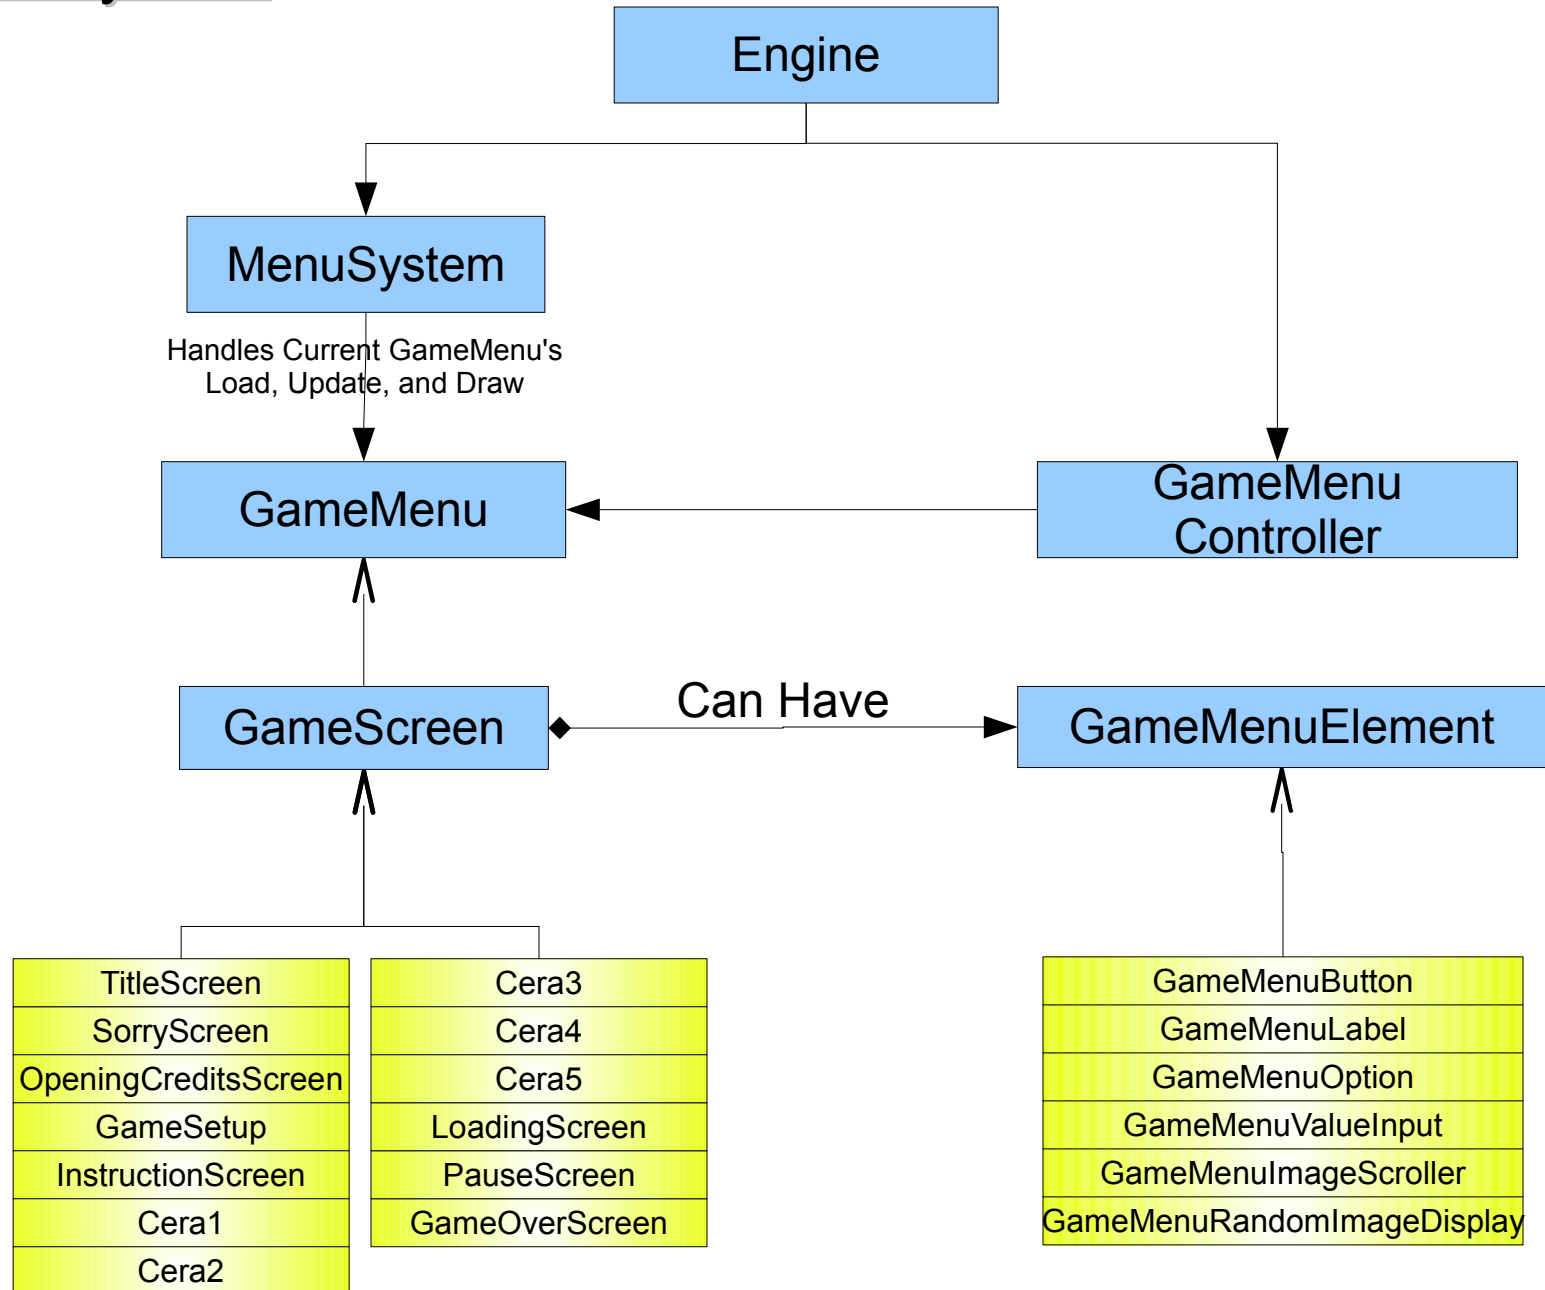 Engine
MenuSystem
Handles Current GameMenu's
Load, Update, and Draw
GameMenu
GameMenu
Controller
GameScreen
Can Have
GameMenuElement
TitleScreen
SorryScreen
OpeningCreditsScreen
GameSetup
InstructionScreen
Cera1
Cera2
Cera3
Cera4
Cera5
LoadingScreen
PauseScreen
GameOverScreen
GameMenuButton
GameMenuLabel
GameMenuOption
GameMenuValueInput
GameMenuImageScroller
GameMenuRandomImageDisplay